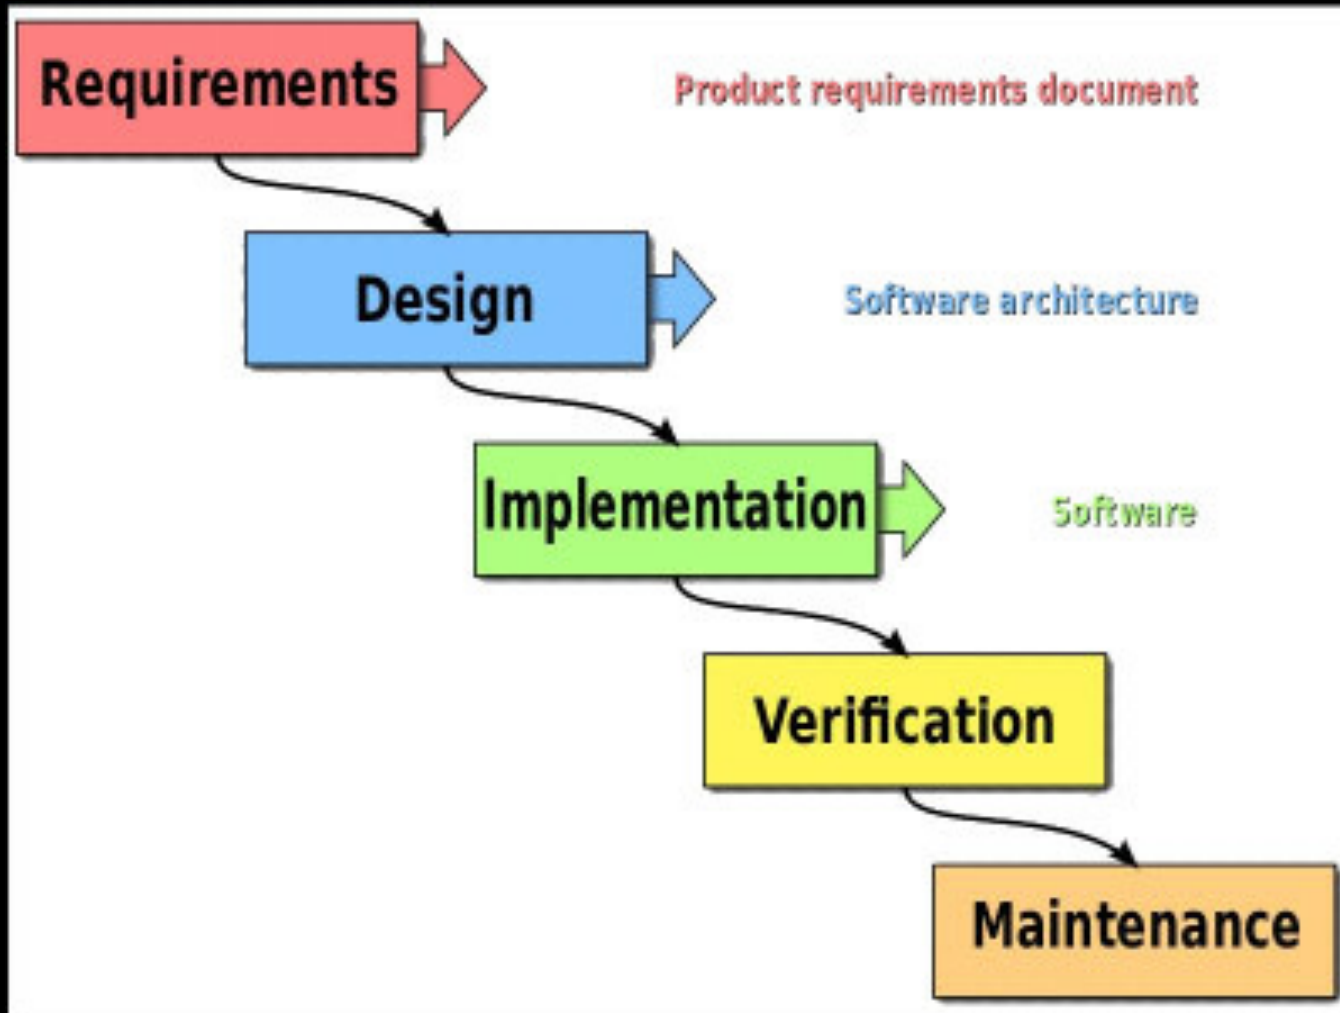 Requirements
Product requirements document
Design
Software architecture
Implementation
Software
Verification
Maintenance